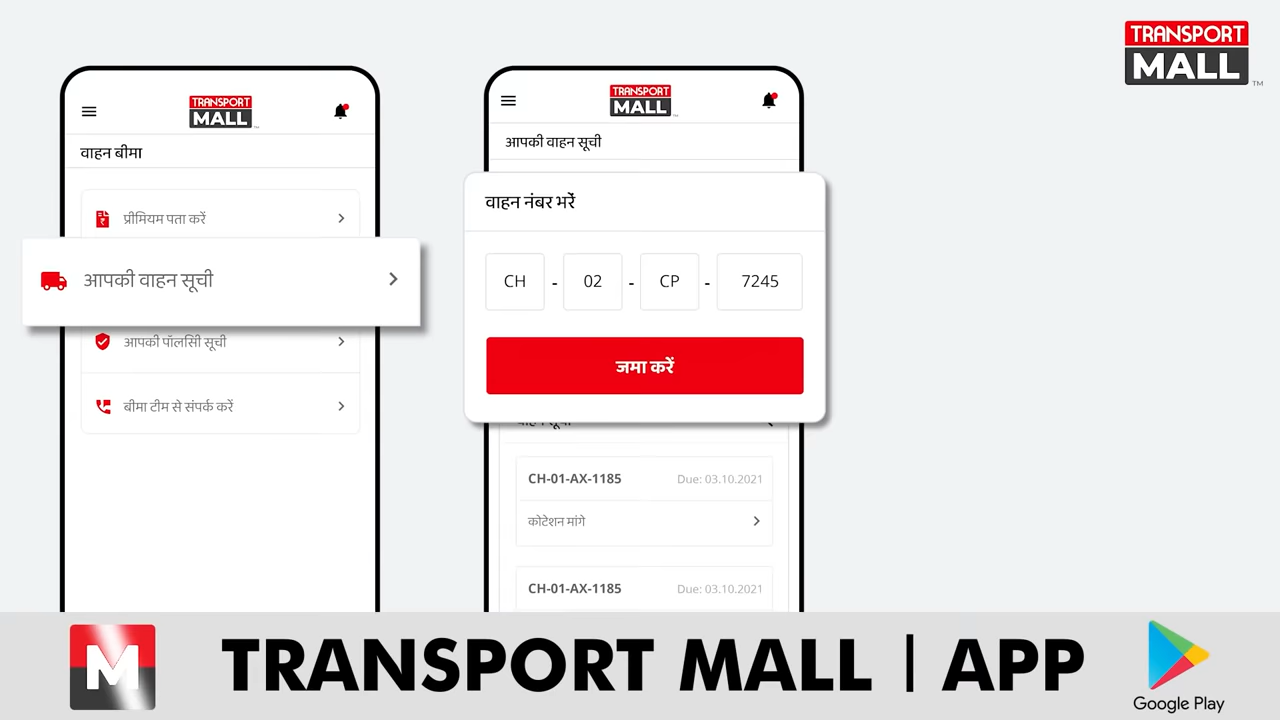 TRANSPORT
MALL
TM
TRANSPORT
MALL
वाहन बीमा
प्रीमियम पता करें
आपकी वाहन सूची
आपकी पॉलिसी सूची
बीमा टीम से संपर्क करें
TRANSPORT
MALL
आपकी वाहन सूची
वाहन नंबर भरें
CH - 02 - CP - 7245
जमा करें
वाहन सूची
CH-01-AX-1185 Due: 03.10.2021
कोटेशन मांगे
CH-01-AX-1185 Due: 03.10.2021
M
TRANSPORT MALL | APP
Google Play